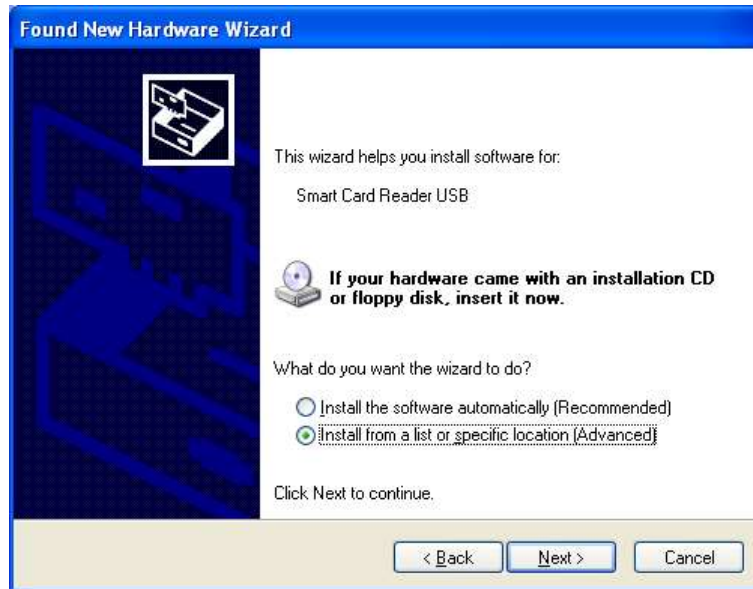 Found New Hardware Wizard
This wizard helps you install software for:
Smart Card Reader USB
If your hardware came with an installation CD
or floppy disk, insert it now.
What do you want the wizard to do?
Install the software automatically (Recommended)
Install from a list or specific location (Advanced)
Click Next to continue.
< Back
Next >
Cancel